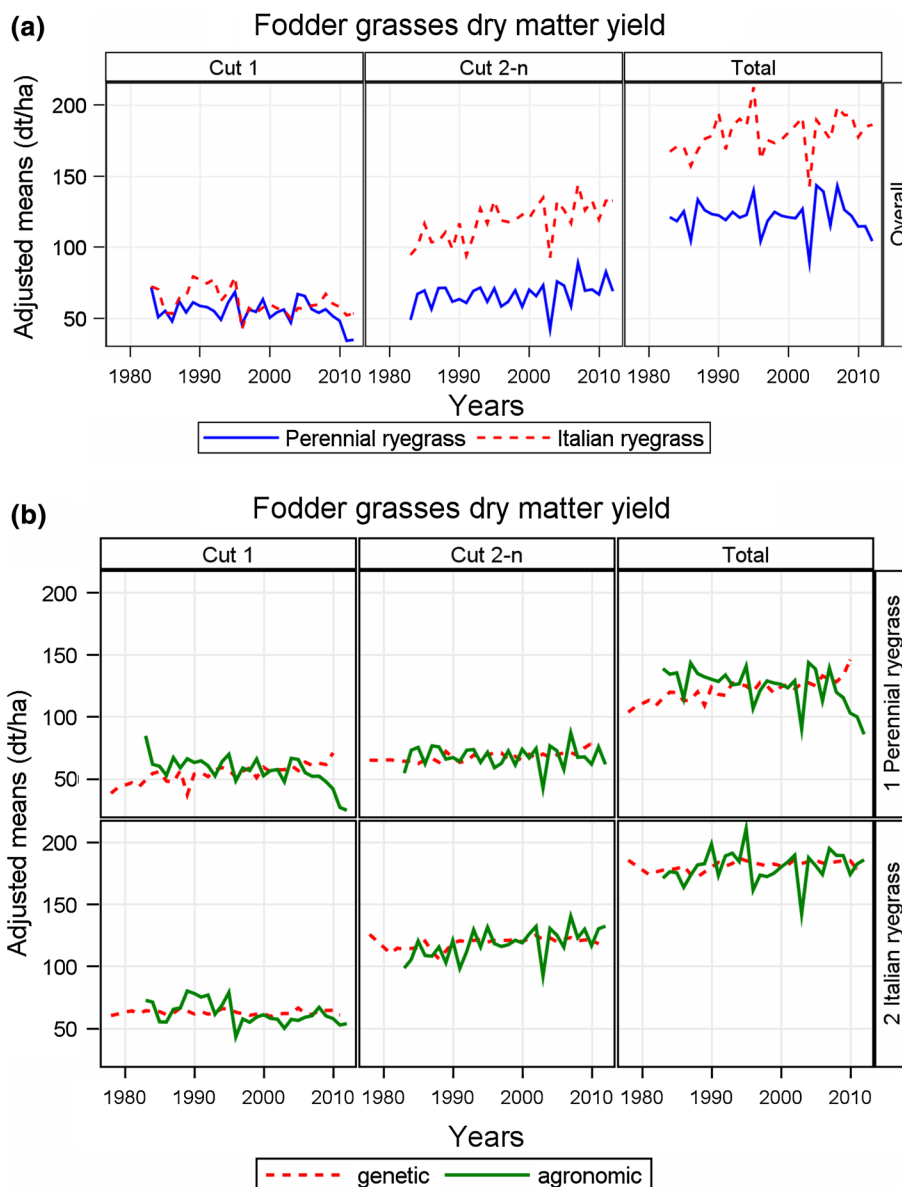 (a) Fodder grasses dry matter yield
Cut 1 Cut 2-n Total
Adjusted means (dt/ha)
200
150
100
50
Overall
1980 1990 2000 2010 1980 1990 2000 2010 1980 1990 2000 2010
Years
Perennial ryegrass Italian ryegrass
(b) Fodder grasses dry matter yield
Cut 1 Cut 2-n Total
Adjusted means (dt/ha)
200
150
100
50
1 Perennial ryegrass
200
150
100
50
2 Italian ryegrass
1980 1990 2000 2010 1980 1990 2000 2010 1980 1990 2000 2010
Years
genetic agronomic